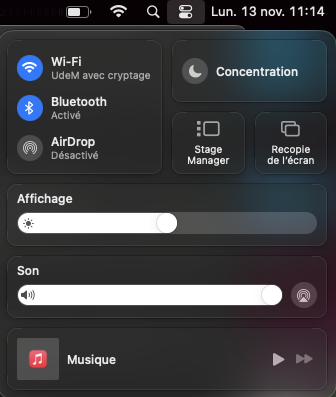 Lun. 13 nov. 11:14
Wi-Fi
UdeM avec cryptage
Bluetooth
Activé
AirDrop
Désactivé
Concentration
Stage
Manager
Recopie
de l'écran
Affichage
Son
Musique